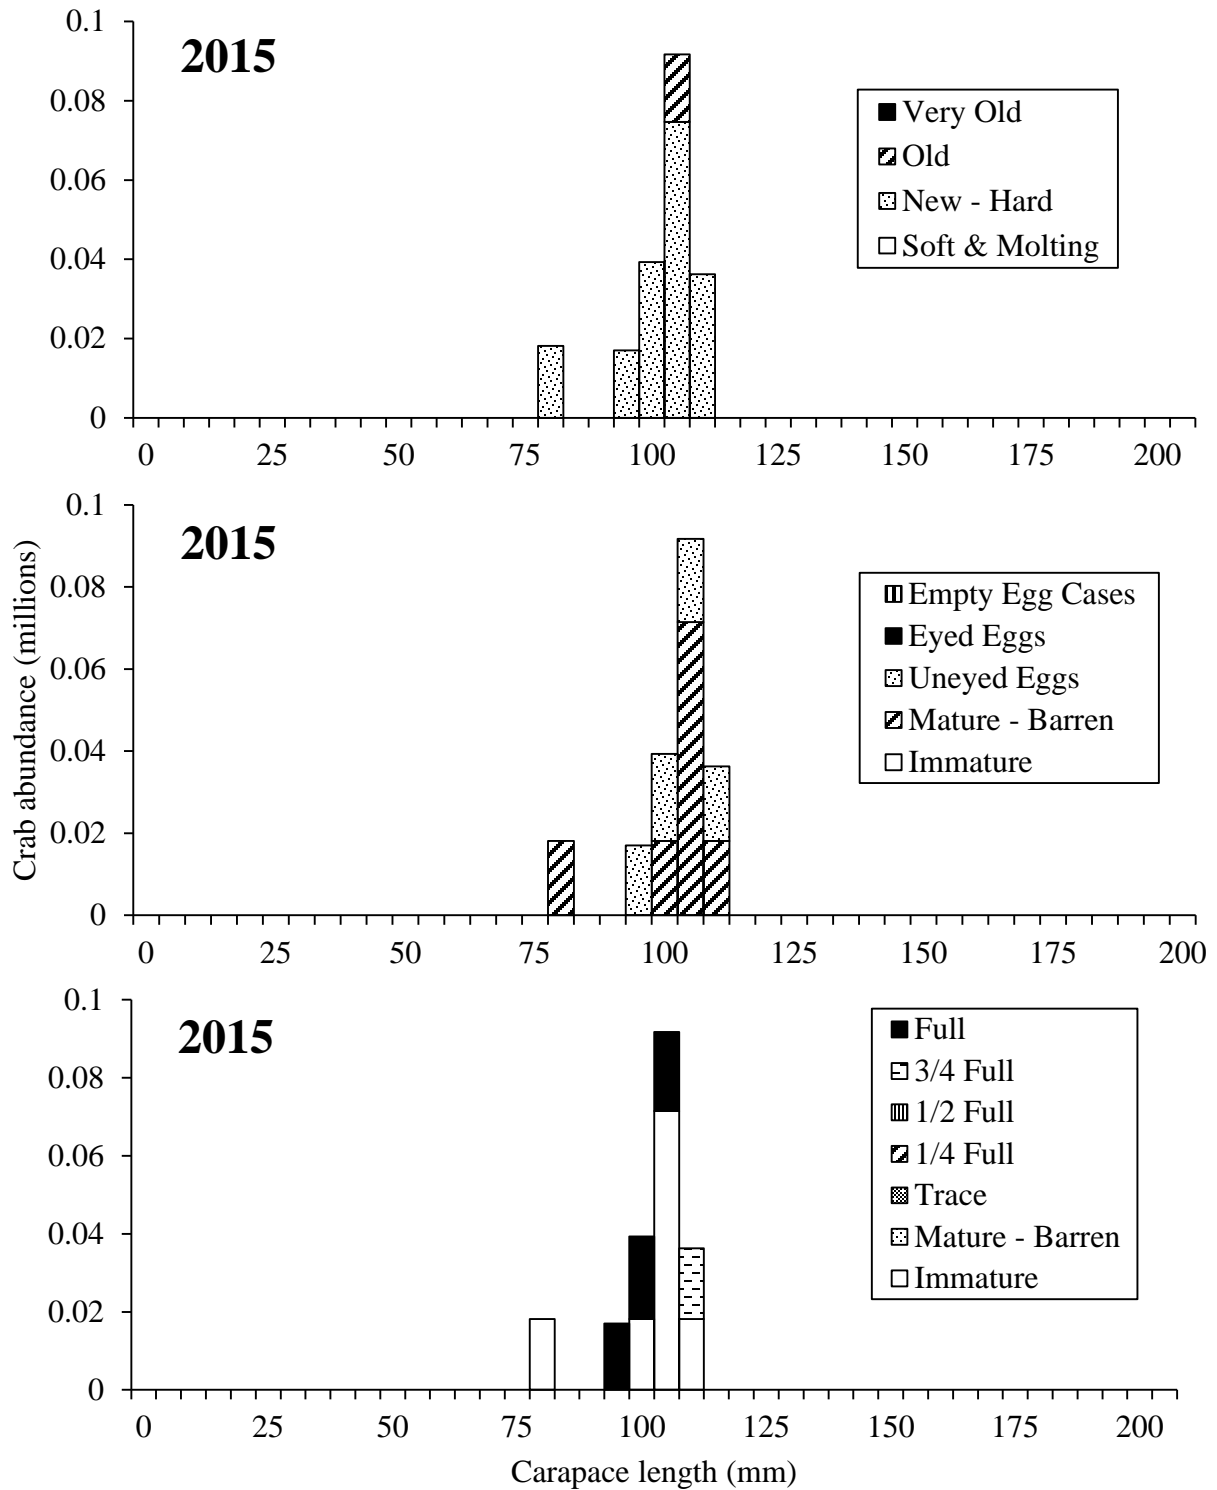 2015
0.1
0.08
0.06
0.04
0.02
0
Very Old
Old
New - Hard
Soft & Molting
0 25 50 75 100 125 150 175 200
Crab abundance (millions)
2015
0.1
0.08
0.06
0.04
0.02
0
Empty Egg Cases
Eyed Eggs
Uneyed Eggs
Mature - Barren
Immature
0 25 50 75 100 125 150 175 200
2015
0.1
0.08
0.06
0.04
0.02
0
Full
3/4 Full
1/2 Full
1/4 Full
Trace
Mature - Barren
Immature
0 25 50 75 100 125 150 175 200
Carapace length (mm)